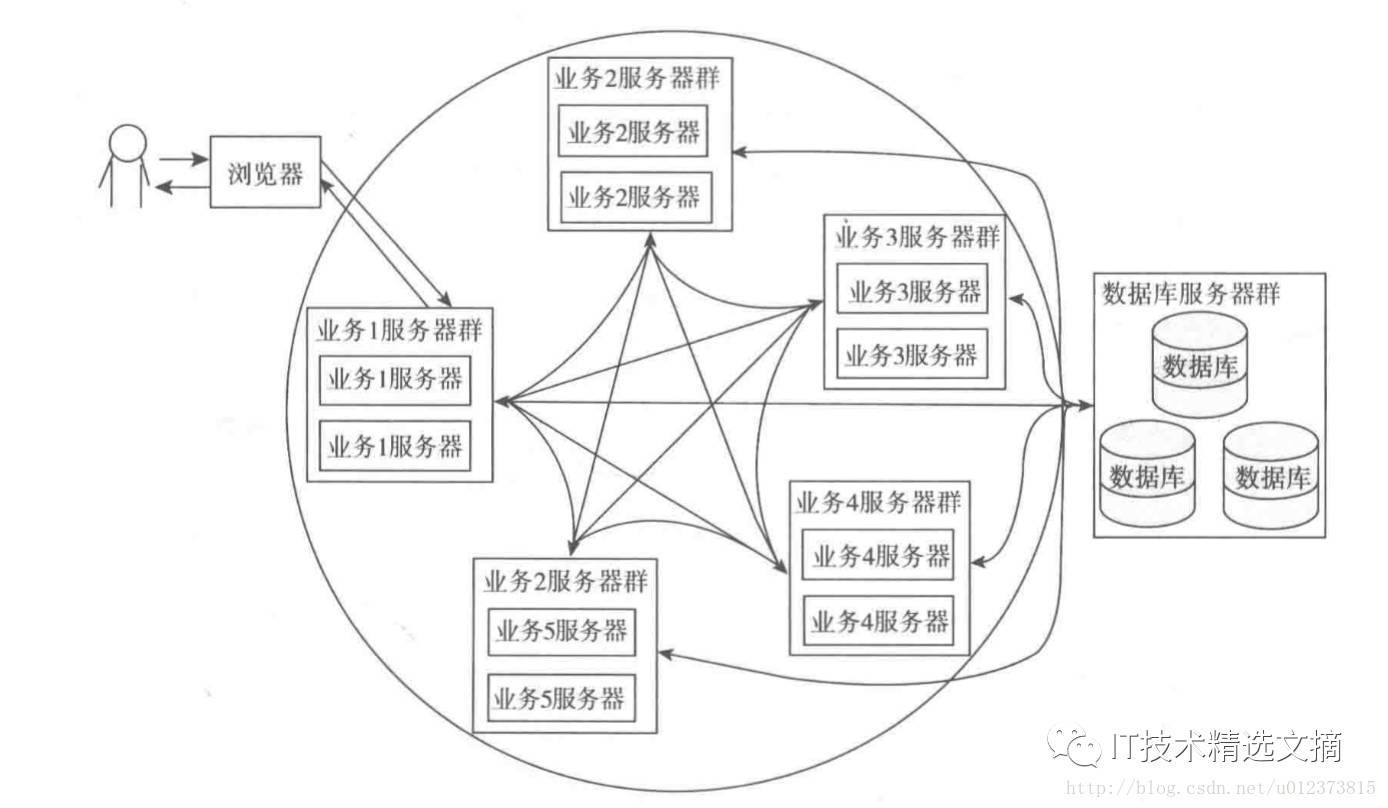 业务2服务器群
业务2服务器
业务2服务器
浏览器
业务3服务器群
业务3服务器
业务3服务器
数据库服务器群
数据库
数据库
数据库
业务1服务器群
业务1服务器
业务1服务器
业务4服务器群
业务4服务器
业务4服务器
业务2服务器群
业务5服务器
业务5服务器
IT技术精选文摘
http://blog.csdn.net/u012373815